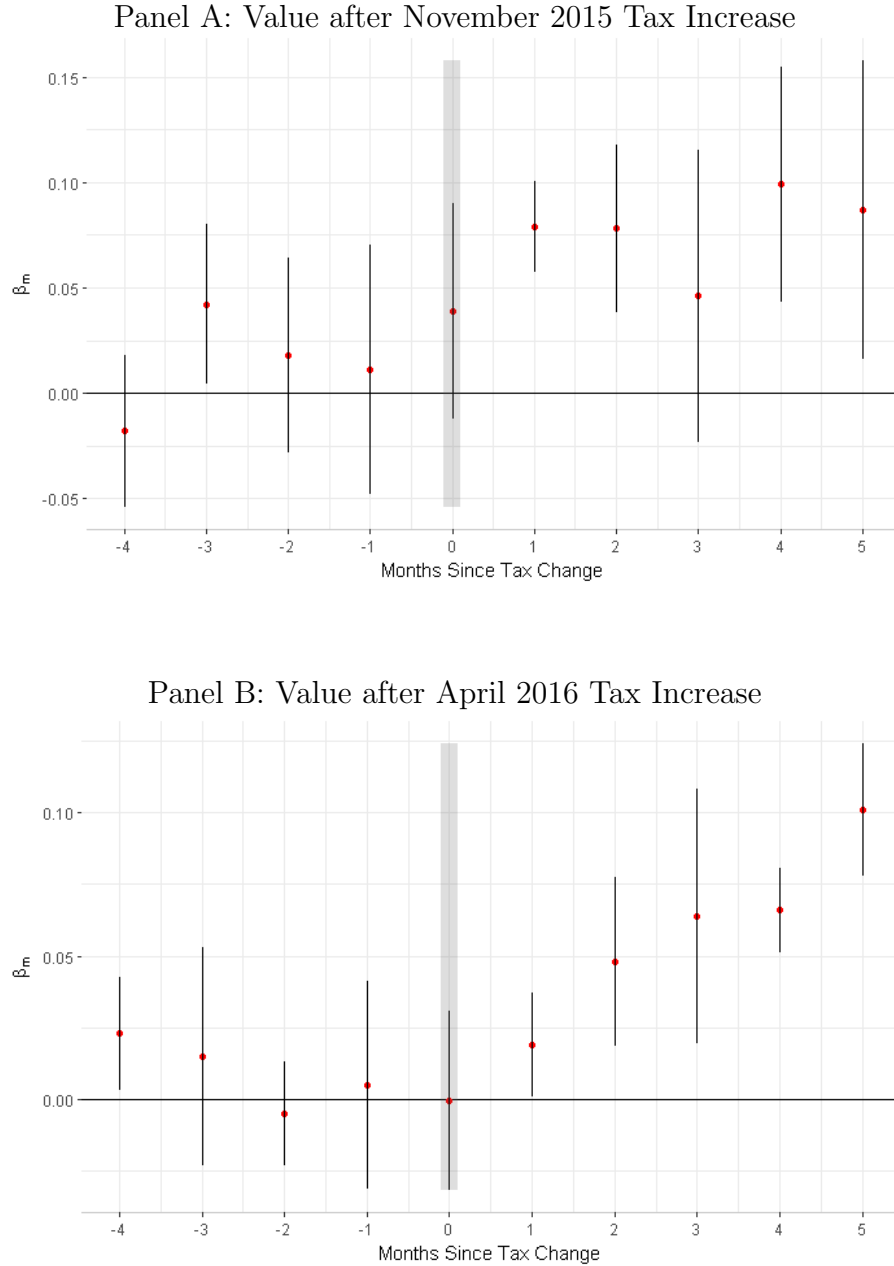 Panel A: Value after November 2015 Tax Increase
0.15
0.10
0.05
0.00
-0.05
βm
-4 -3 -2 -1 0 1 2 3 4 5
Months Since Tax Change
Panel B: Value after April 2016 Tax Increase
0.10
0.05
0.00
βm
-4 -3 -2 -1 0 1 2 3 4 5
Months Since Tax Change